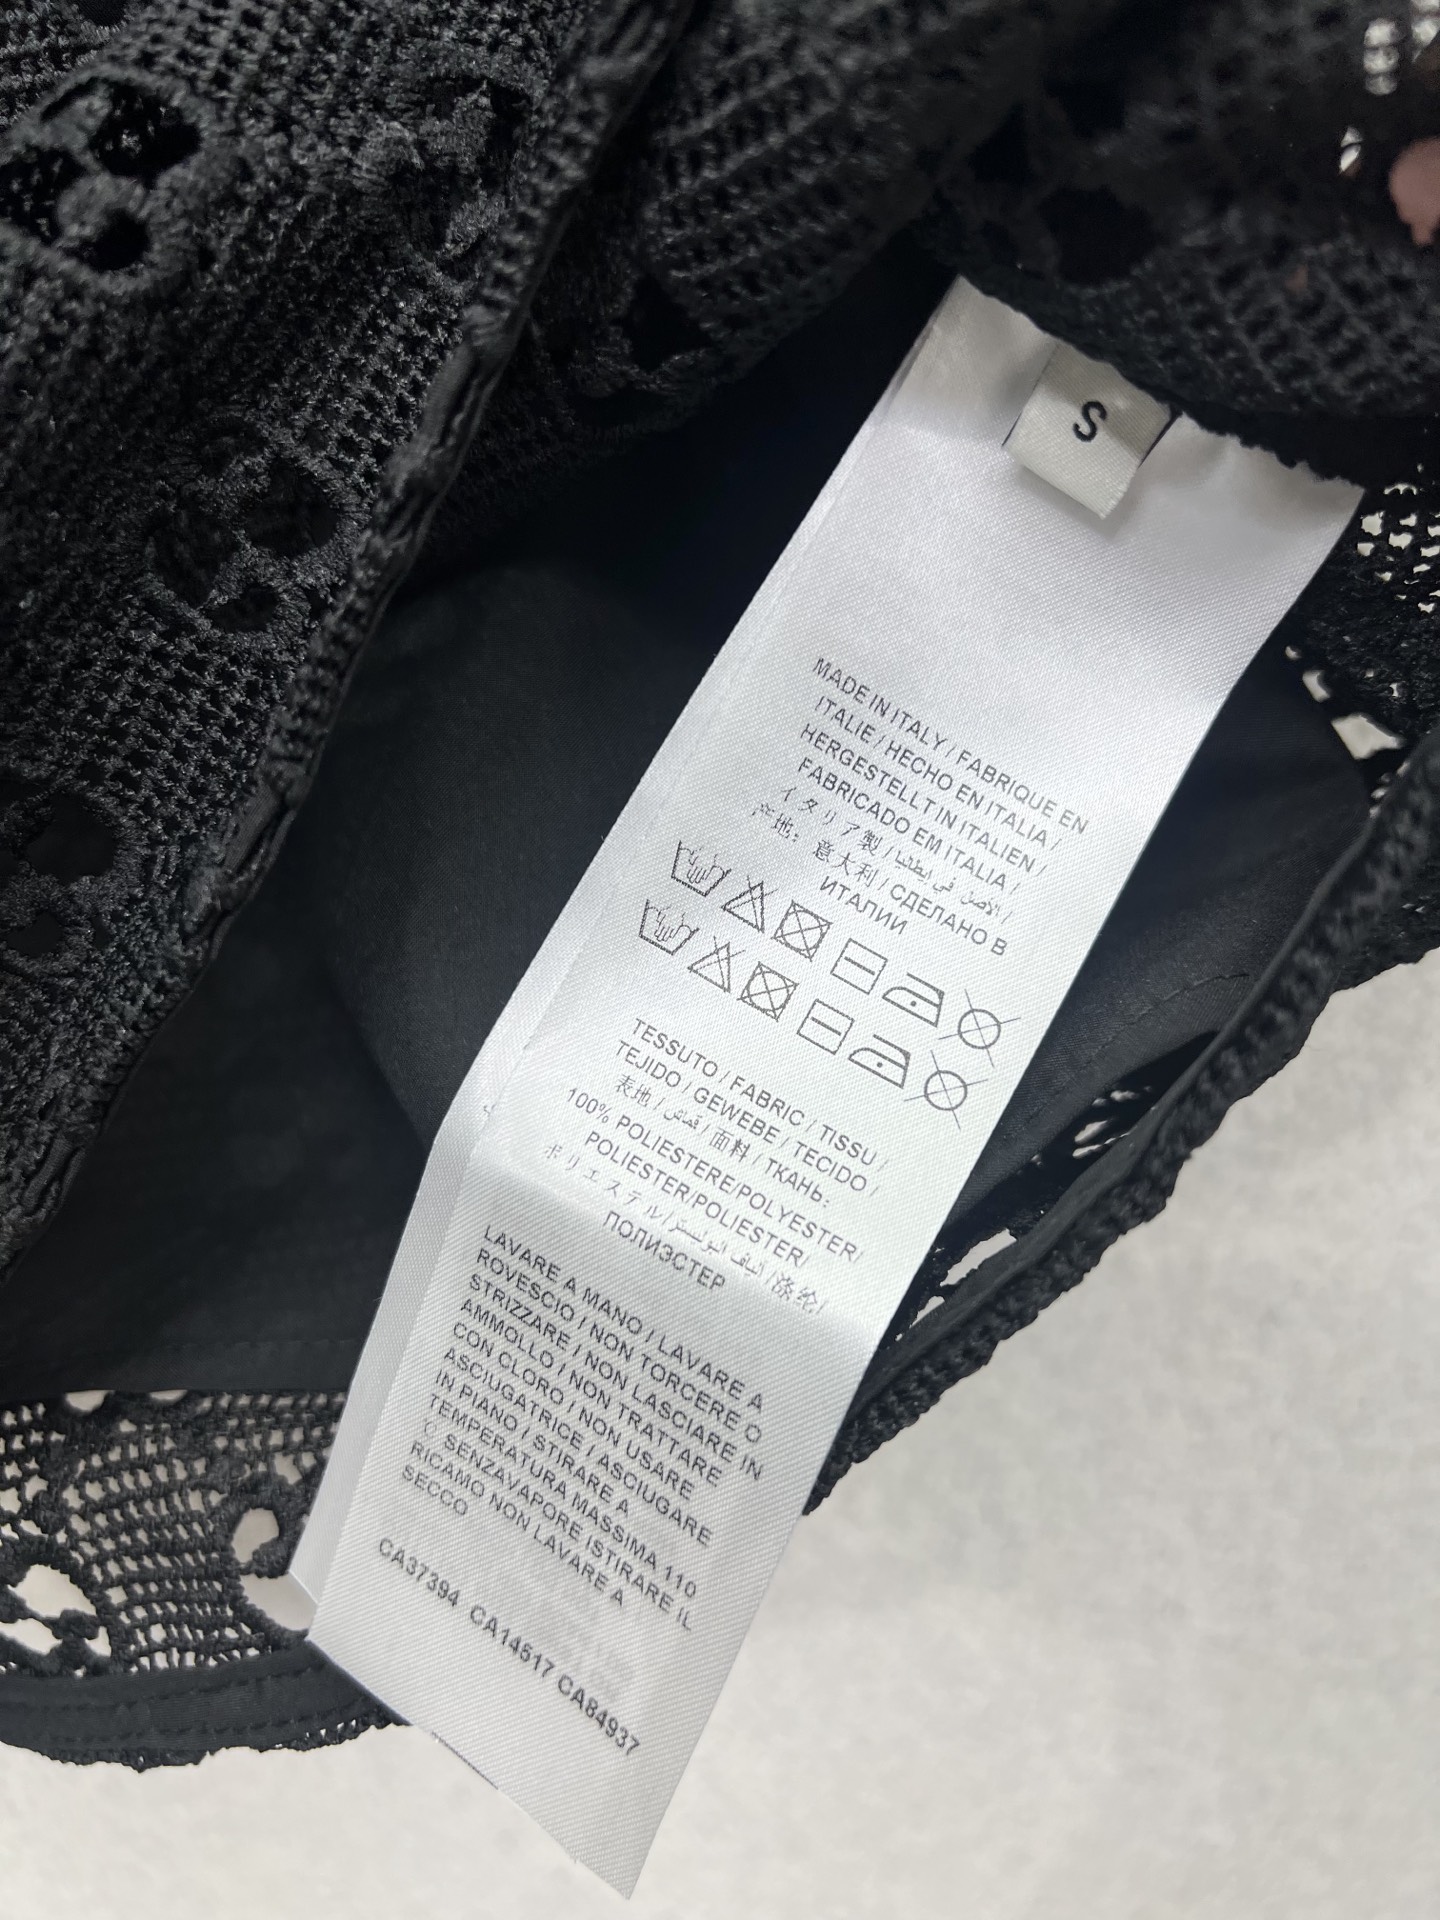 S
MADE IN ITALY / FABRIQUE EN
ITALIE / HECHO EN ITALIA /
HERGESTELLT IN ITALIEN /
FABRICADO EM ITALIA /
イタリア製 / الأصل في إيطاليا /
产地: 意大利 / СДЕЛАНО В
ИТАЛИИ
TESSUTO / FABRIC / TISSU /
TEJIDO / GEWEBE / TECIDO /
表地 / قماش / 面料 / ТКАНЬ:
100% POLIESTERE/POLYESTER/
POLIESTER/POLIESTER/
ポリエステル/ألياف البوليستر/涤纶/
ПОЛИЭСТЕР
LAVARE A MANO / LAVARE A
ROVESCIO / NON TORCERE O
STRIZZARE / NON LASCIARE IN
AMMOLLO / NON TRATTARE
CON CLORO / NON USARE
ASCIUGATRICE / ASCIUGARE
IN PIANO / STIRARE A
TEMPERATURA MASSIMA 110
℃ SENZAVAPORE ISTIRARE IL
RICAMO NON LAVARE A
SECCO
CA37394 CA14517 CA84937